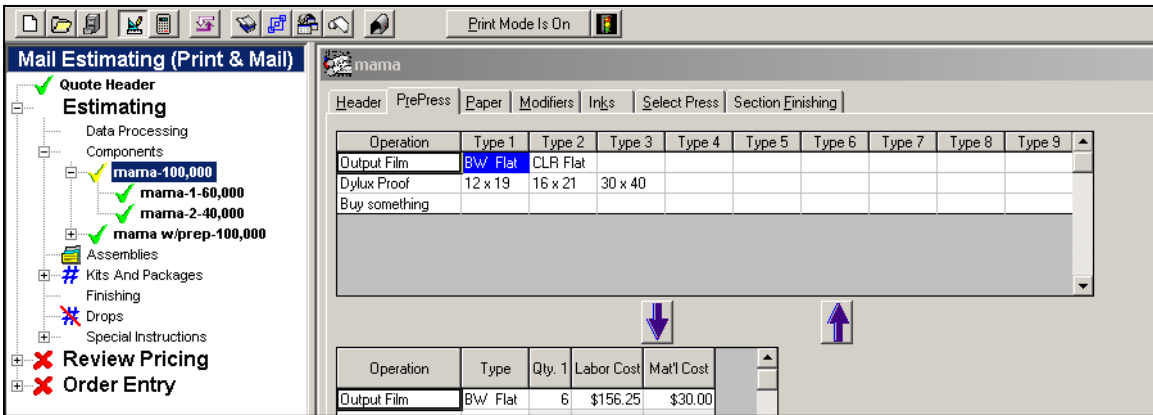 Print Mode Is On
Mail Estimating (Print & Mail)
Quote Header
Estimating
Data Processing
Components
mama-100,000
mama-1-60,000
mama-2-40,000
mama w/prep-100,000
Assemblies
Kits And Packages
Finishing
Drops
Special Instructions
Review Pricing
Order Entry
mama
Header PrePress Paper Modifiers Inks Select Press Section Finishing
Operation Type 1 Type 2 Type 3 Type 4 Type 5 Type 6 Type 7 Type 8 Type 9
Output Film BW Flat CLR Flat
Dylux Proof 12 x 19 16 x 21 30 x 40
Buy something
Operation Type Qty. 1 Labor Cost Mat'l Cost
Output Film BW Flat 6 $156.25 $30.00